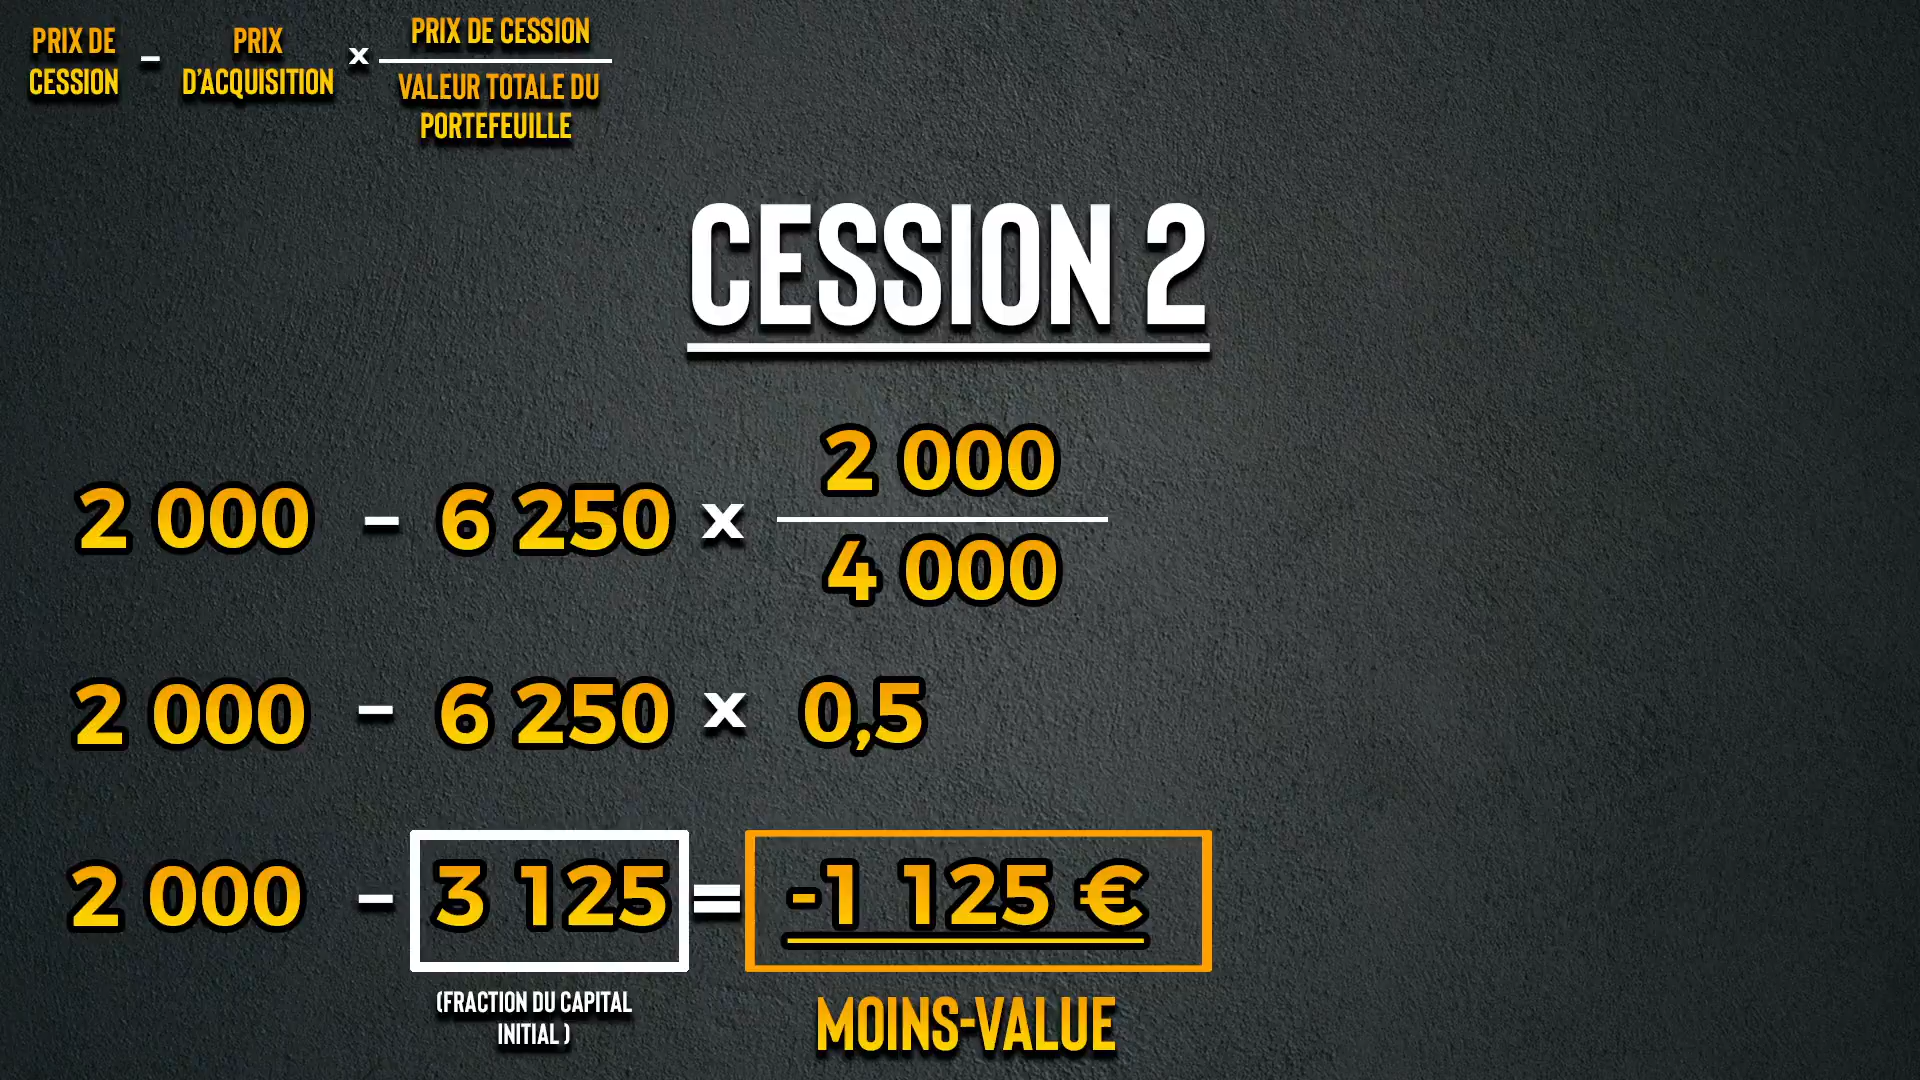 PRIX DE CESSION - PRIX D'ACQUISITION x PRIX DE CESSION
VALEUR TOTALE DU
PORTEFEUILLE
CESSION 2
2 000 - 6 250 x 2 000
4 000
2 000 - 6 250 x 0,5
2 000 - 3 125 = -1 125 €
(FRACTION DU CAPITAL
INITIAL )
MOINS-VALUE